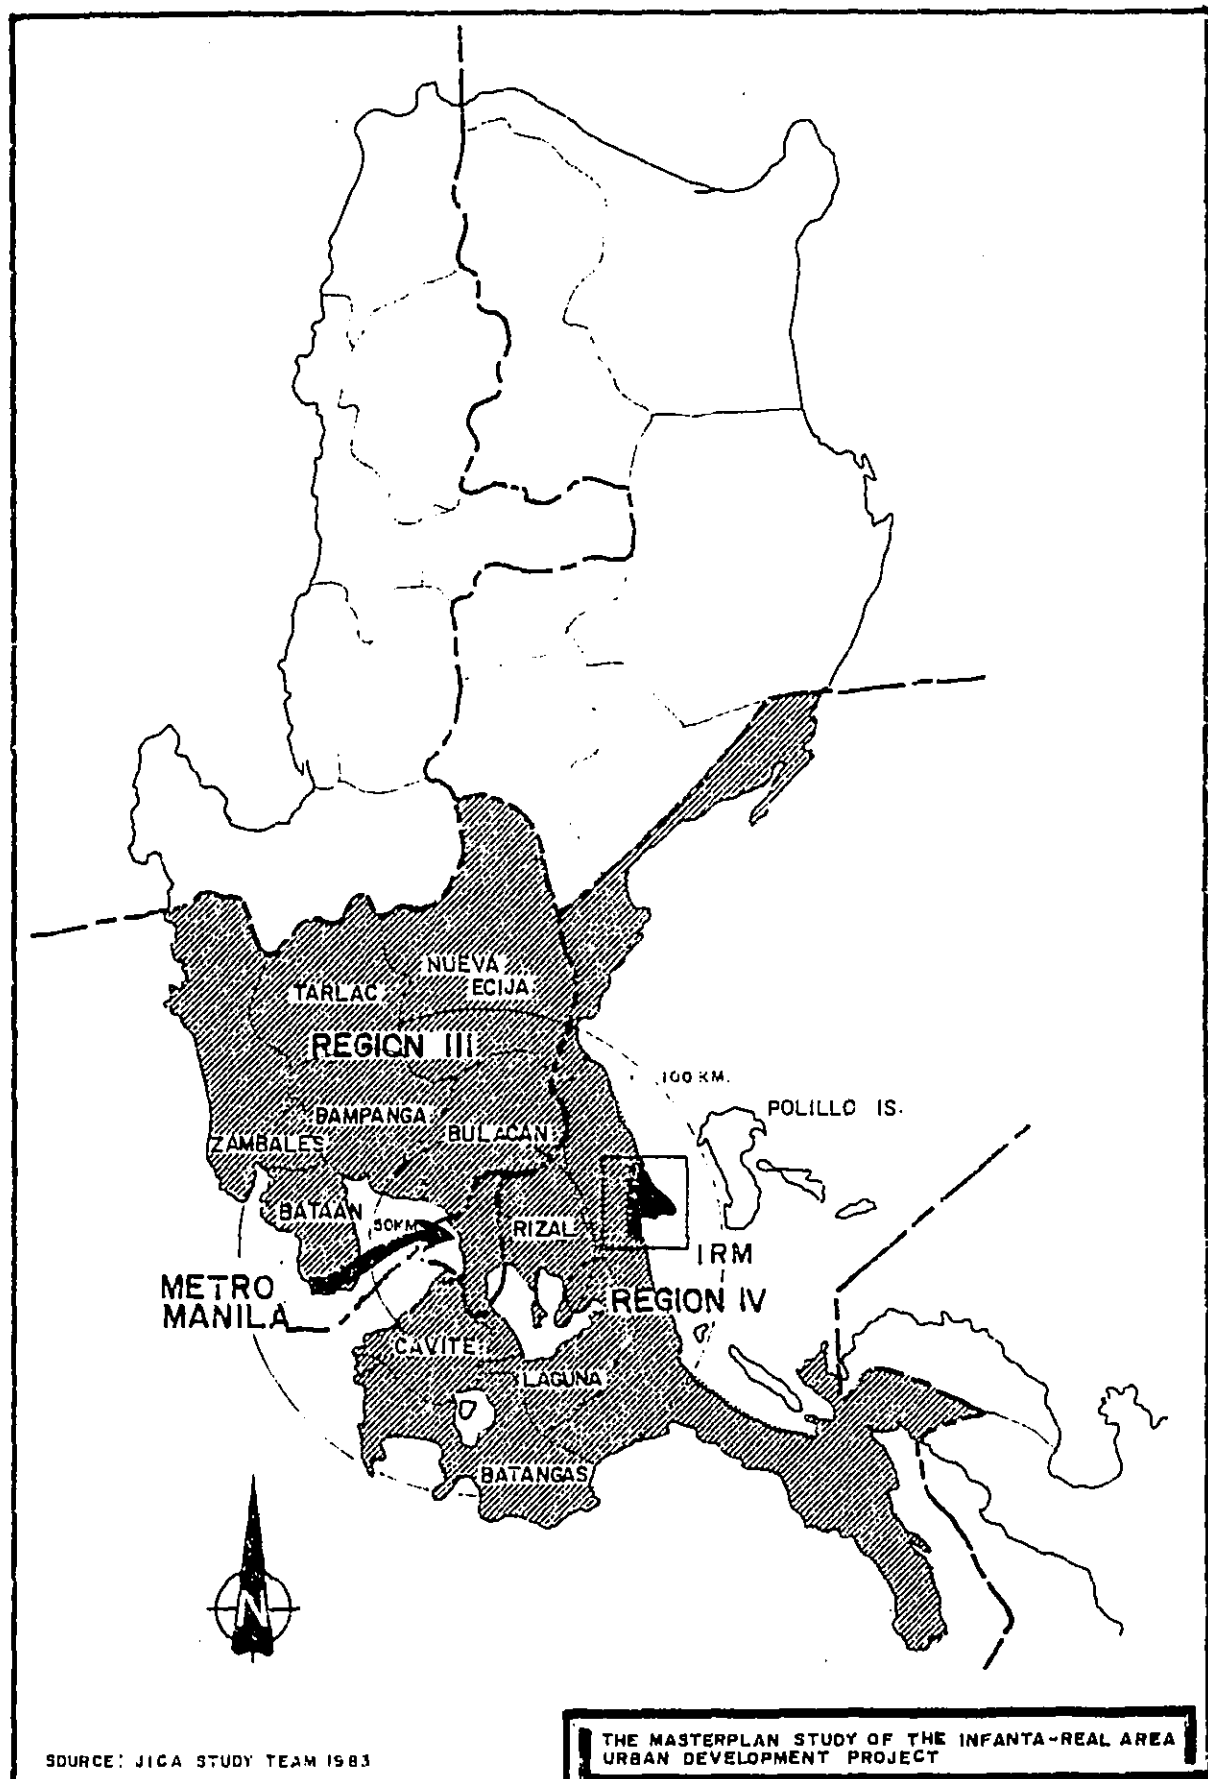 NUEVA
ECIJA
TARLAC
REGION III
100 KM.
POLILLO IS.
BAMPANGA
BULACAN
ZAMBALES
BATAAN
50KM
RIZAL
IRM
METRO
MANILA
REGION IV
CAVITE
LAGUNA
BATANGAS
N
SOURCE: JICA STUDY TEAM 1983
THE MASTERPLAN STUDY OF THE INFANTA-REAL AREA
URBAN DEVELOPMENT PROJECT